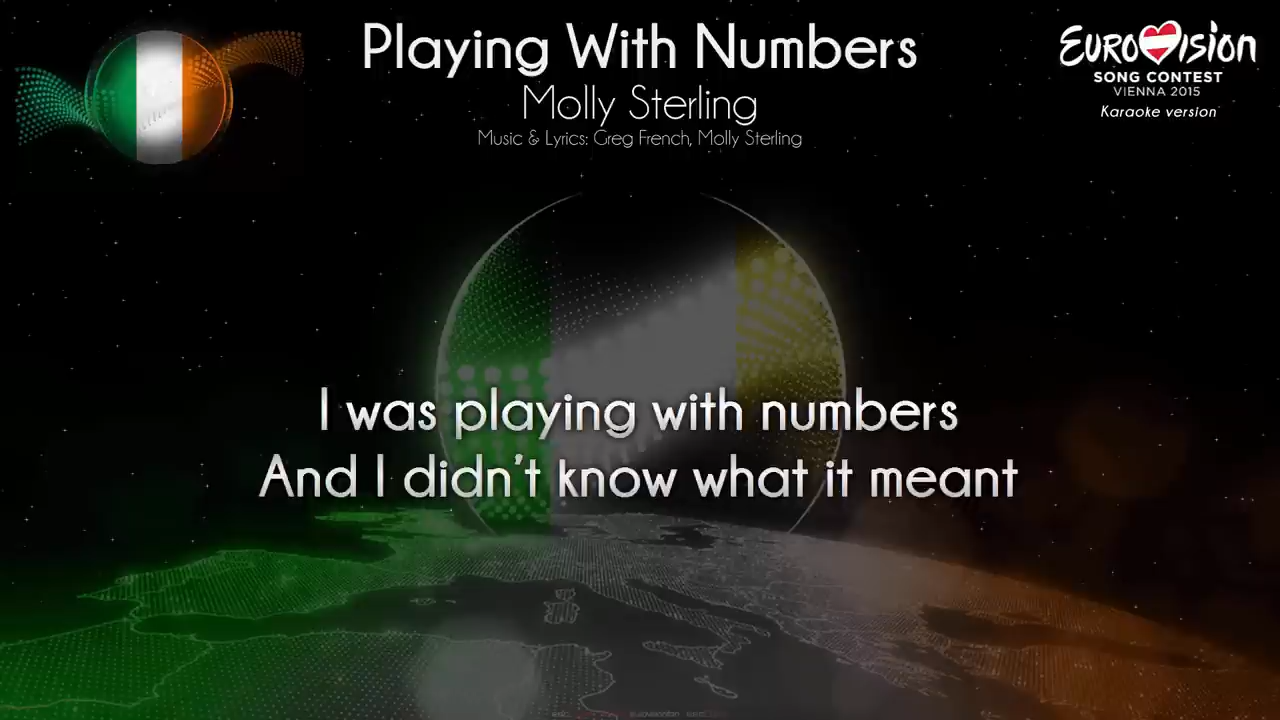 Playing With Numbers
Molly Sterling
Music & Lyrics: Greg French, Molly Sterling
EUROVISION
SONG CONTEST
VIENNA 2015
Karaoke version
I was playing with numbers
And I didn't know what it meant